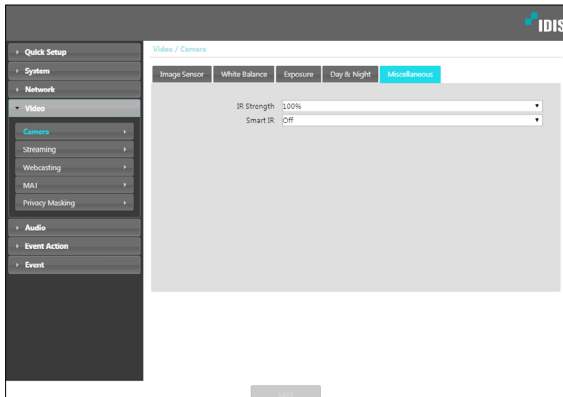 IDIS
Quick Setup
System
Network
Video
Camera
Streaming
Webcasting
MAT
Privacy Masking
Audio
Event Action
Event
Video / Camera
Image Sensor White Balance Exposure Day & Night Miscellaneous
IR Strength 100%
Smart IR Off